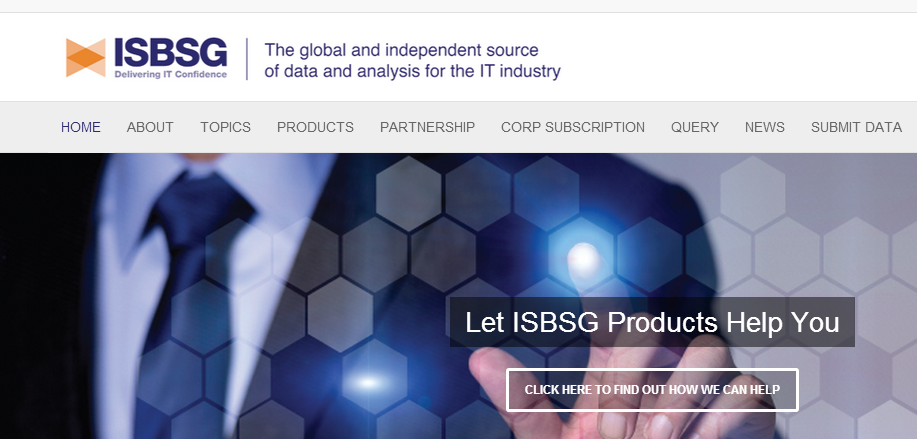 ISBSG
Delivering IT Confidence
The global and independent source
of data and analysis for the IT industry
HOME ABOUT TOPICS PRODUCTS PARTNERSHIP CORP SUBSCRIPTION QUERY NEWS SUBMIT DATA
Let ISBSG Products Help You
CLICK HERE TO FIND OUT HOW WE CAN HELP